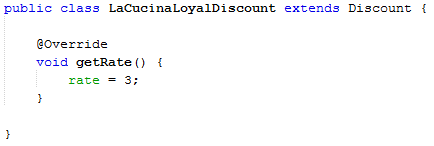 public class LaCucinaLoyalDiscount extends Discount {
@Override
void getRate() {
rate = 3;
}
}